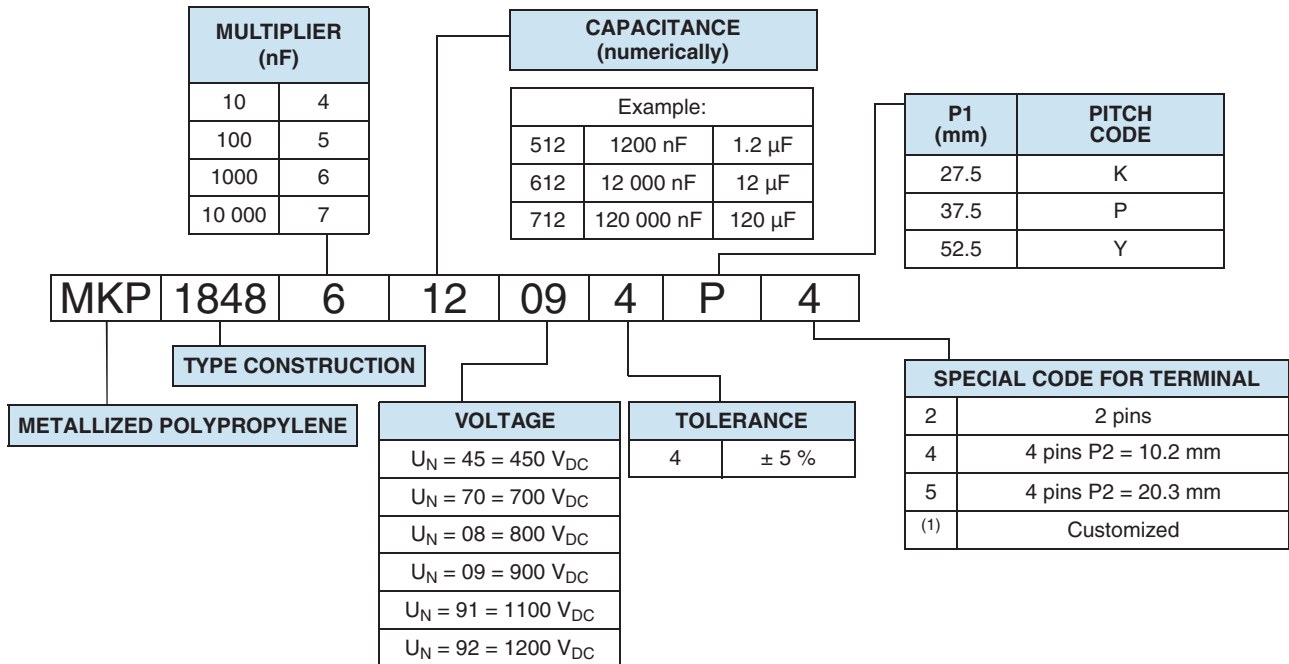 MULTIPLIER
(nF)
10 4
100 5
1000 6
10 000 7
CAPACITANCE
(numerically)
Example:
512 1200 nF 1.2 µF
612 12 000 nF 12 µF
712 120 000 nF 120 µF
P1
(mm)
PITCH
CODE
27.5 K
37.5 P
52.5 Y
MKP 1848 6 12 09 4 P 4
TYPE CONSTRUCTION
METALLIZED POLYPROPYLENE
VOLTAGE
U_N = 45 = 450 V_DC
U_N = 70 = 700 V_DC
U_N = 08 = 800 V_DC
U_N = 09 = 900 V_DC
U_N = 91 = 1100 V_DC
U_N = 92 = 1200 V_DC
TOLERANCE
4 ± 5 %
SPECIAL CODE FOR TERMINAL
2 2 pins
4 4 pins P2 = 10.2 mm
5 4 pins P2 = 20.3 mm
(1) Customized